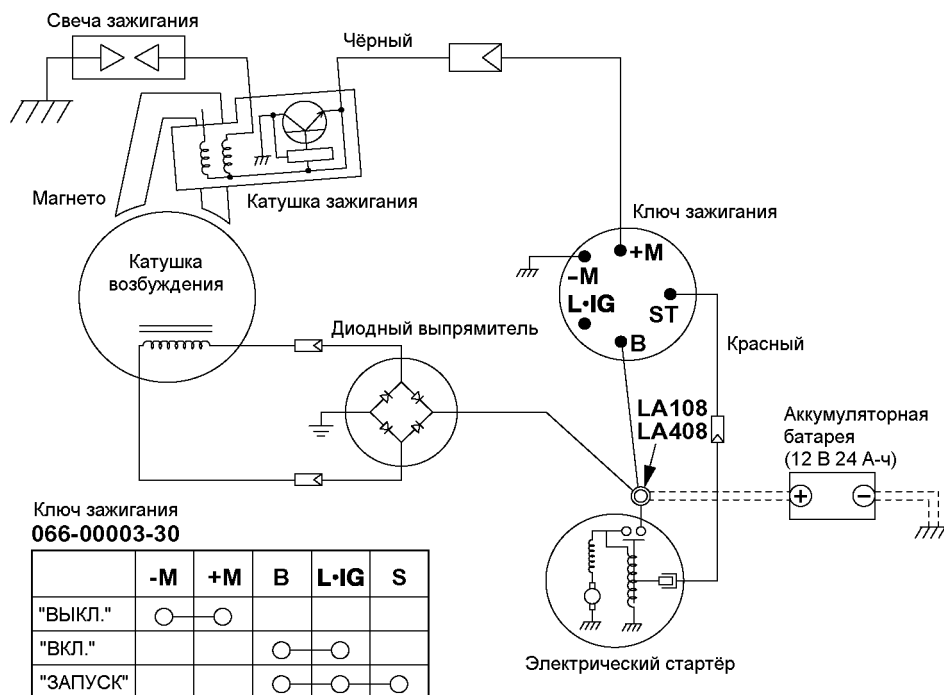 Свеча зажигания
Чёрный
Магнето
Катушка зажигания
Ключ зажигания
+M
-M
L·IG
ST
B
Катушка
возбуждения
Диодный выпрямитель
Красный
LA108
LA408
Аккумуляторная
батарея
(12 В 24 А-ч)
+ −
Ключ зажигания
066-00003-30
-M +M B L·IG S
"ВЫКЛ."
"ВКЛ."
"ЗАПУСК"
Электрический стартёр